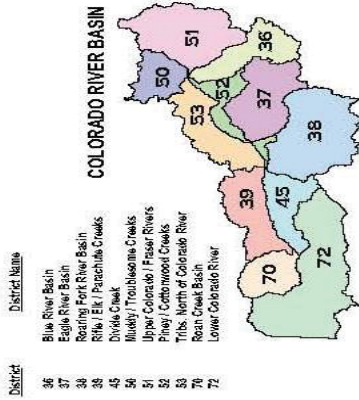 COLORADO RIVER BASIN
District District Name
36 Blue River Basin
37 Eagle River Basin
38 Roaring Fork River Basin
39 Rifle / Elk / Parachute Creeks
45 Divide Creek
50 Muddy / Troublesome Creeks
51 Upper Colorado / Fraser Rivers
52 Piney / Cottonwood Creeks
53 Tribs. North of Colorado River
70 Roan Creek Basin
72 Lower Colorado River
51
36
50
52
53
37
38
39
45
70
72